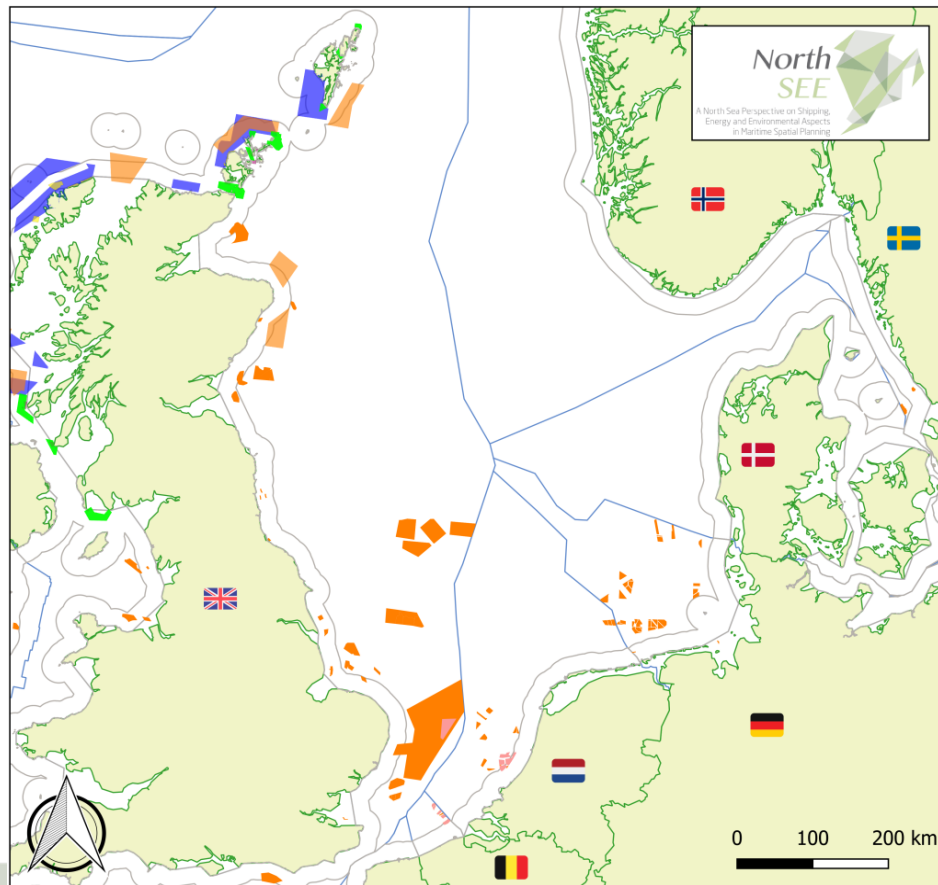 North
SEE
A North Sea Perspective on Shipping,
Energy and Environmental Aspects
in Maritime Spatial Planning
0 100 200 km